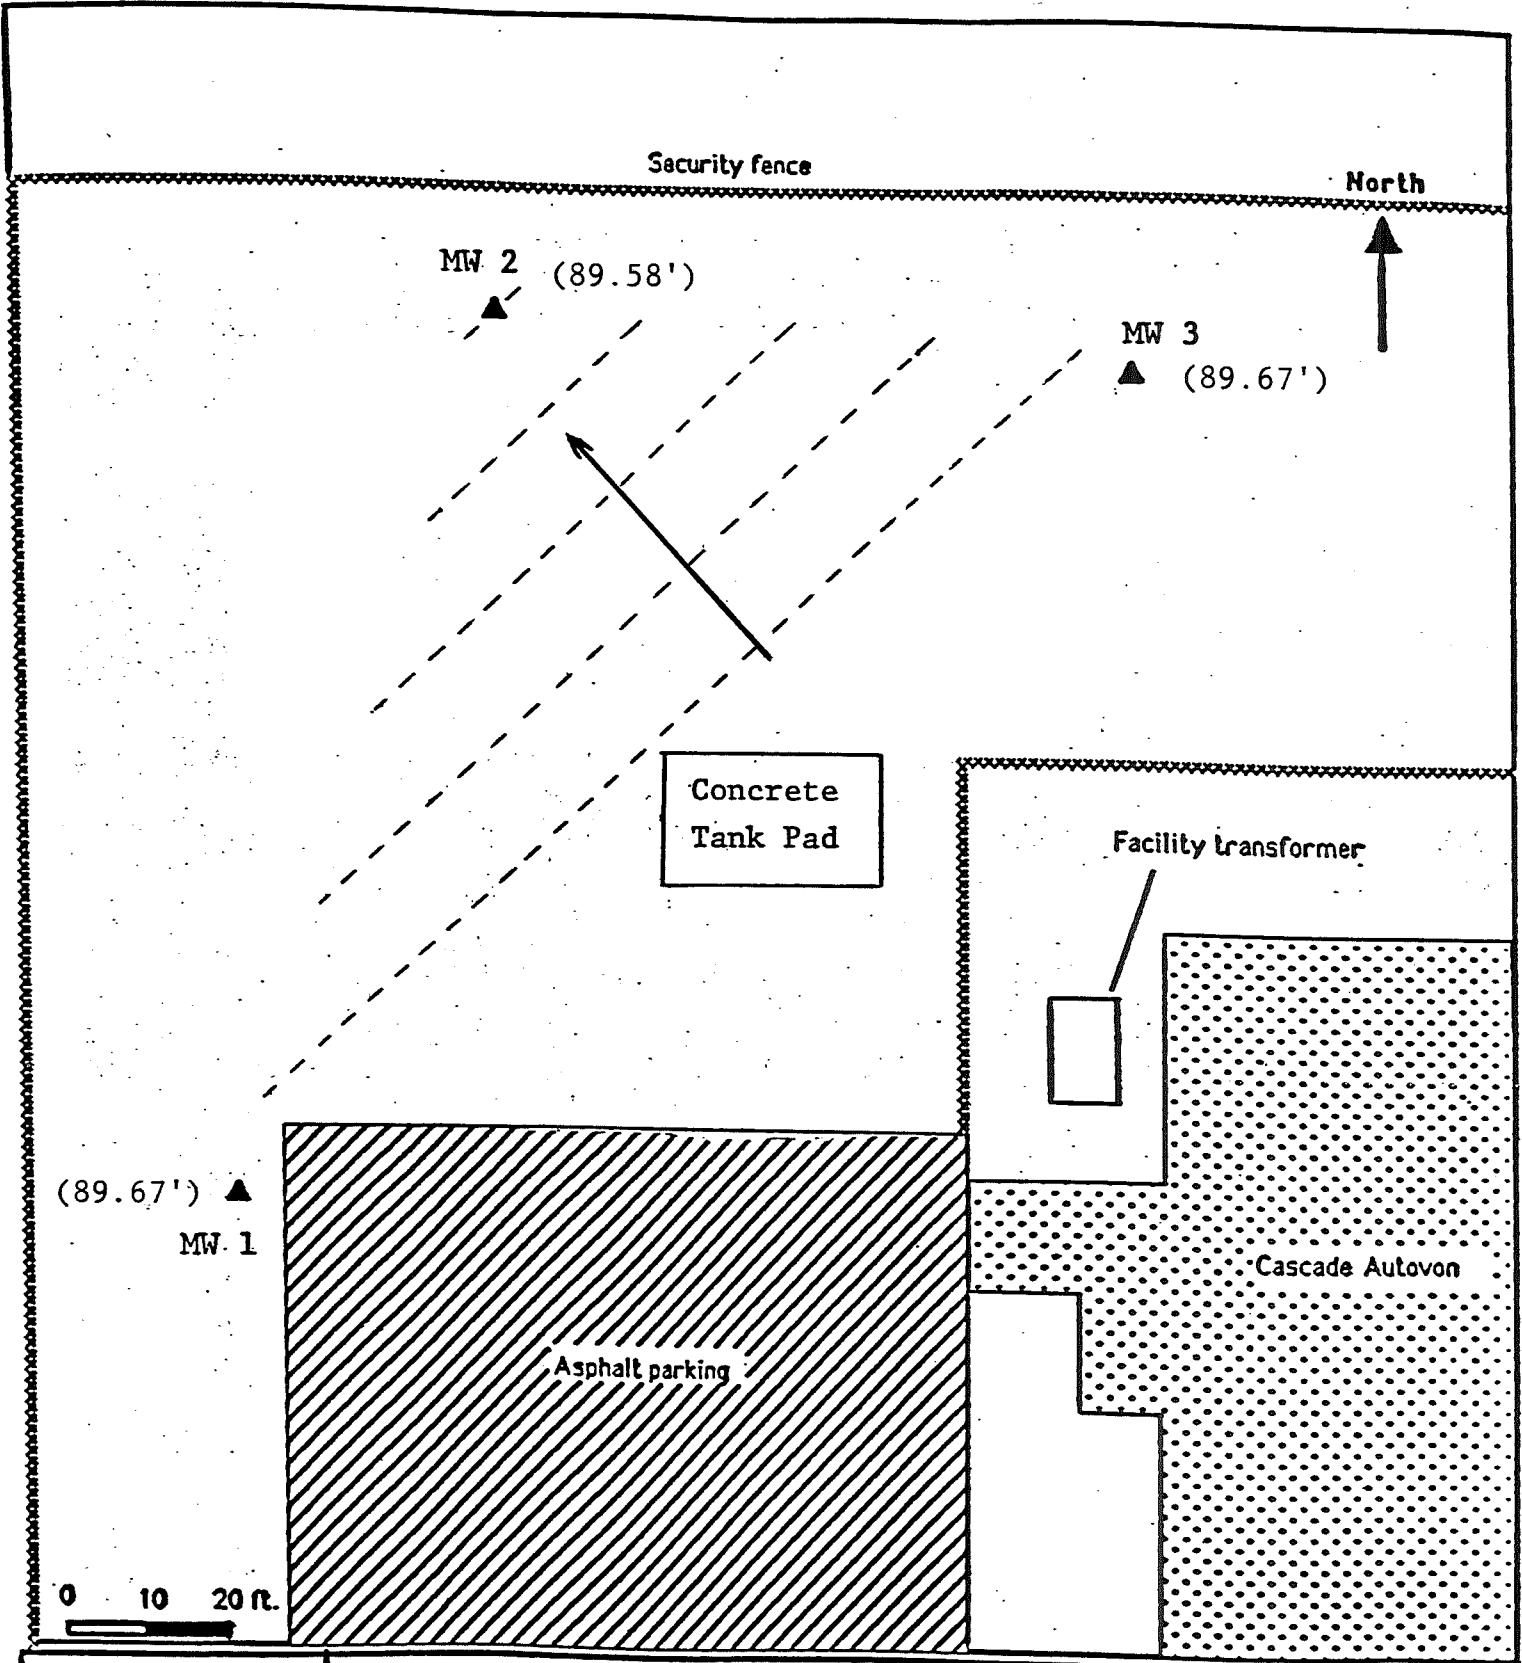 Security fence
North
MW 2 (89.58')
MW 3
(89.67')
Concrete
Tank Pad
Facility transformer
(89.67')
MW 1
Cascade Autovon
Asphalt parking
0 10 20 ft.